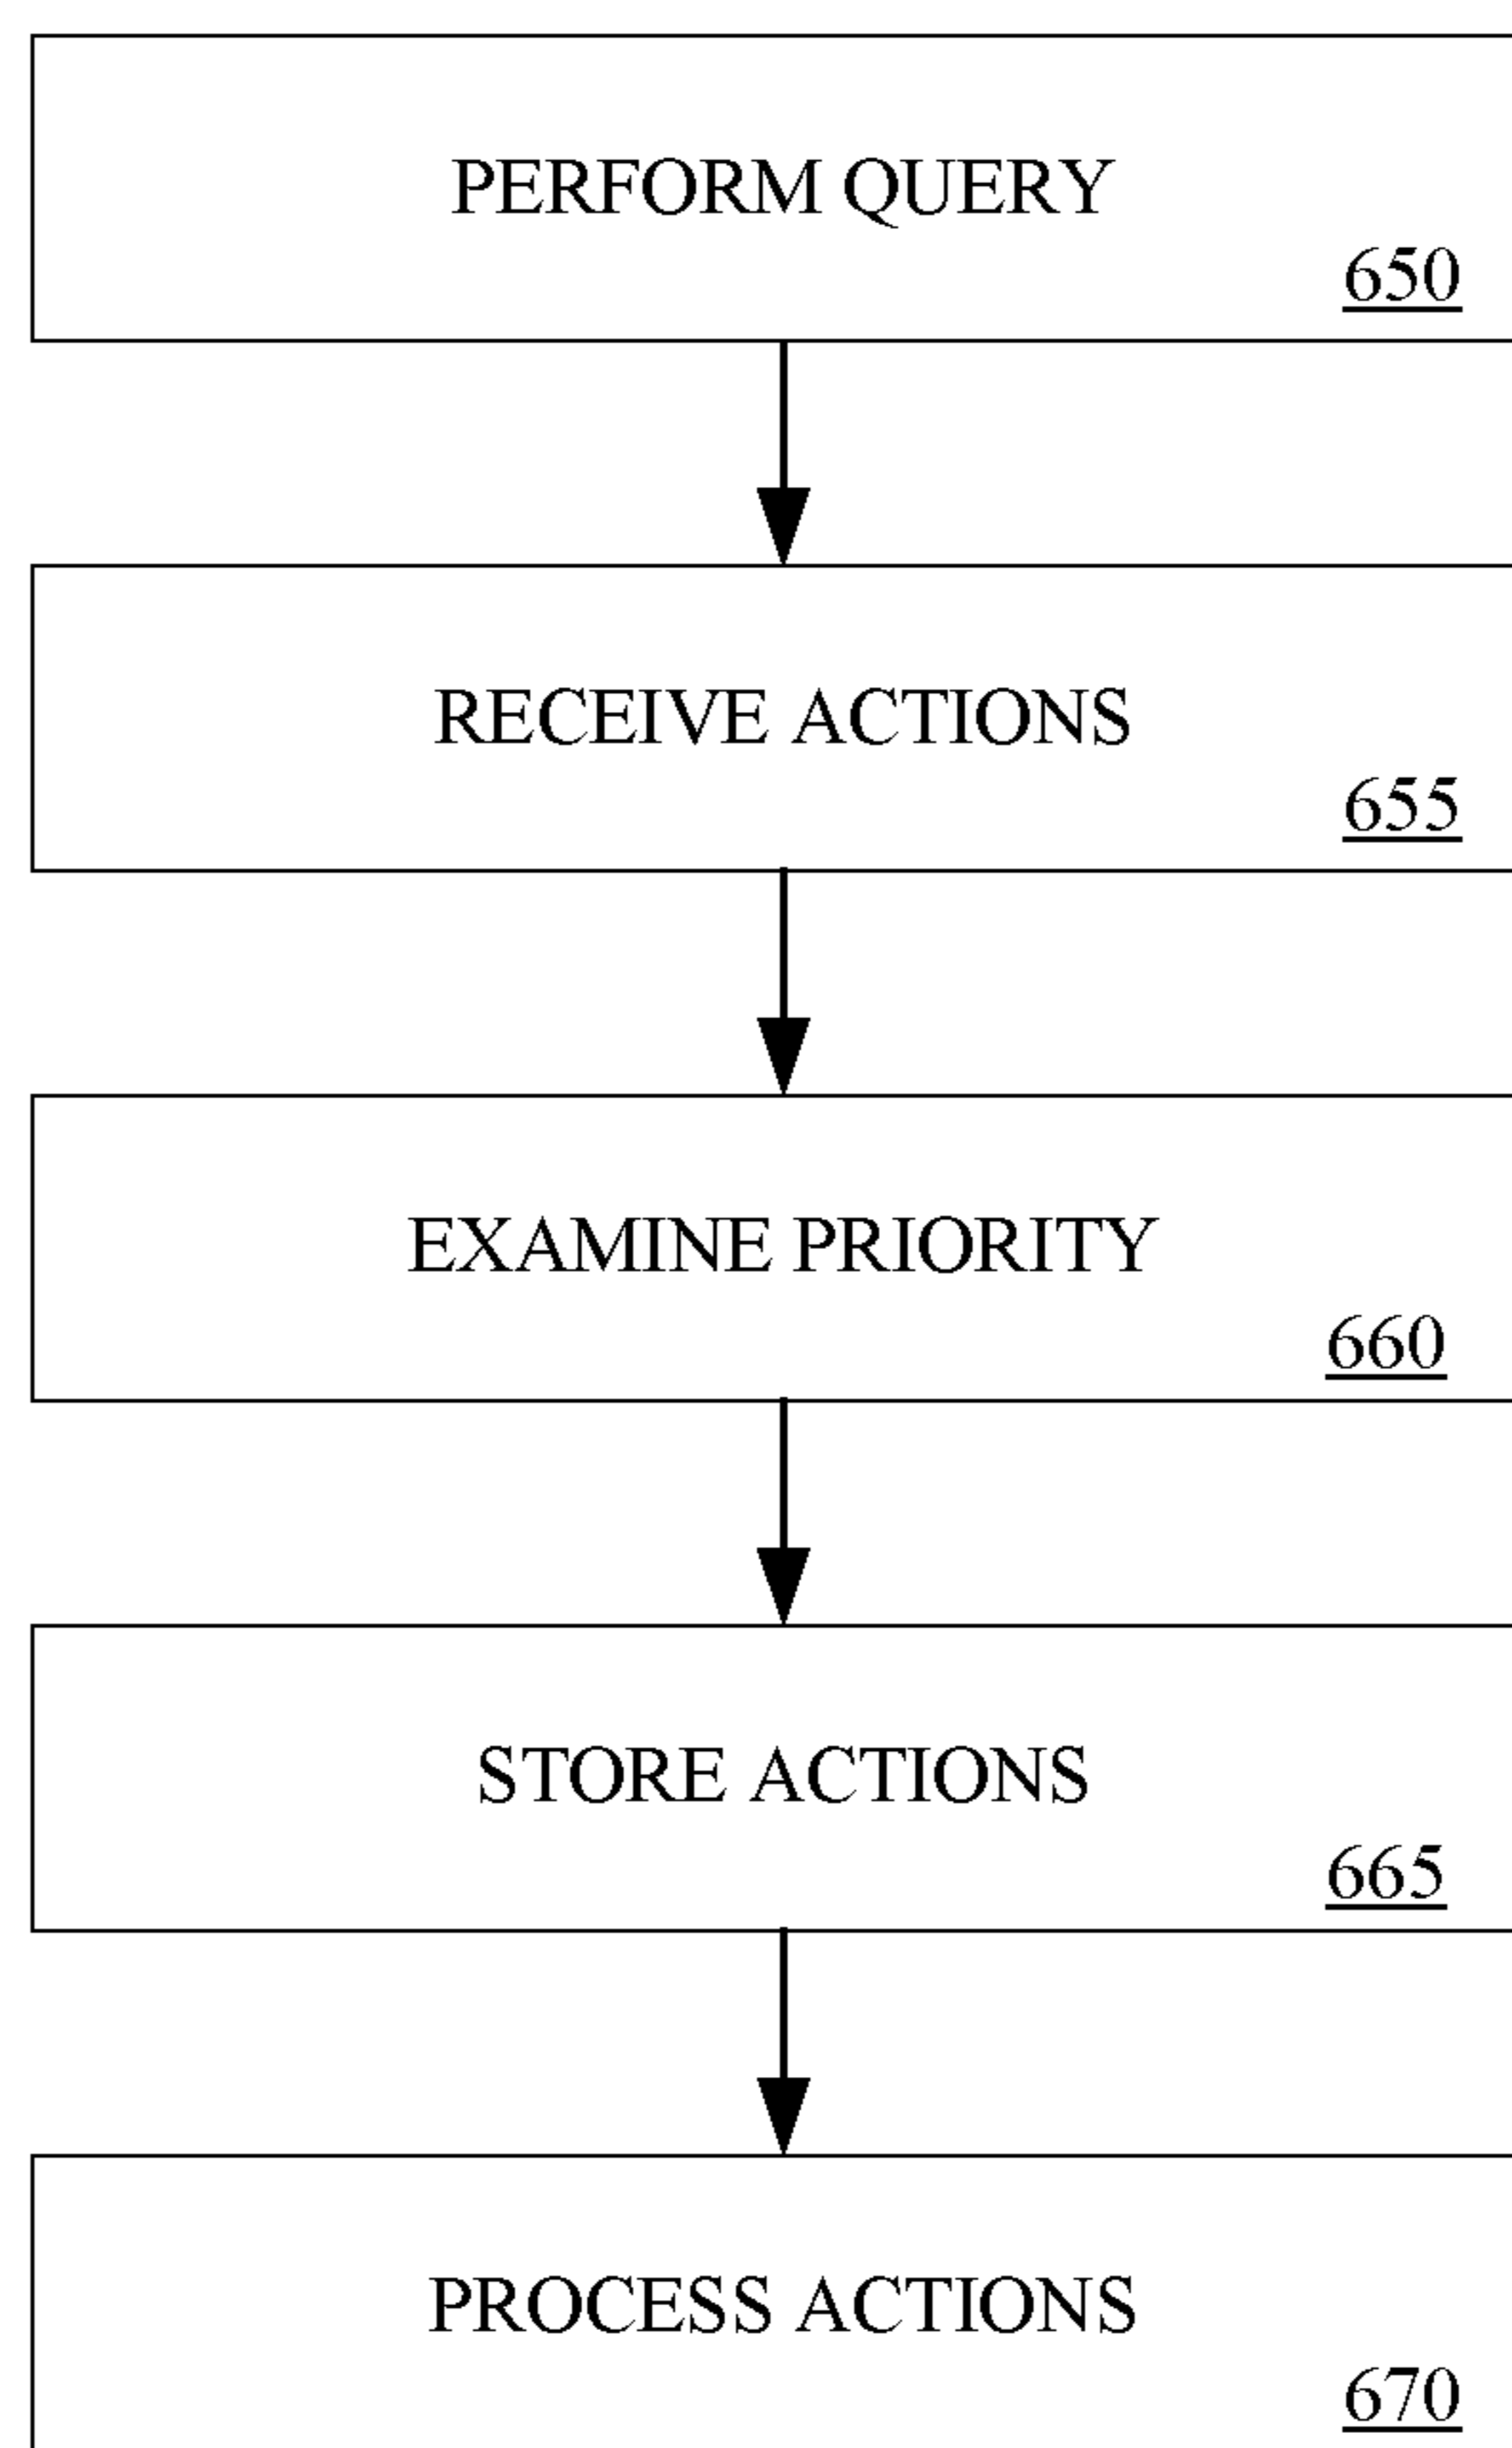 PERFORM QUERY
650
RECEIVE ACTIONS
655
EXAMINE PRIORITY
660
STORE ACTIONS
665
PROCESS ACTIONS
670